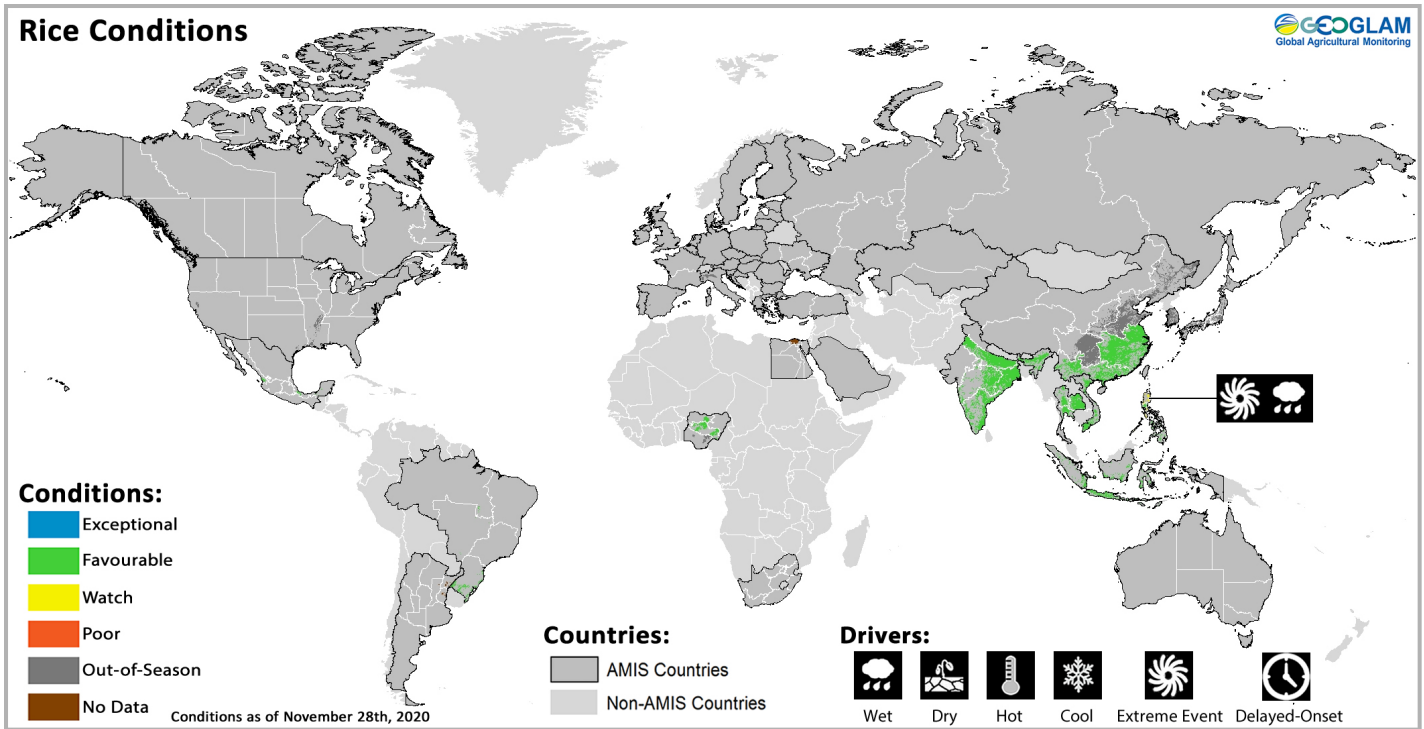 Rice Conditions
GEOGLAM
Global Agricultural Monitoring
Conditions:
Exceptional
Favourable
Watch
Poor
Out-of-Season
No Data
Conditions as of November 28th, 2020
Countries:
AMIS Countries
Non-AMIS Countries
Drivers:
Wet
Dry
Hot
Cool
Extreme Event
Delayed-Onset